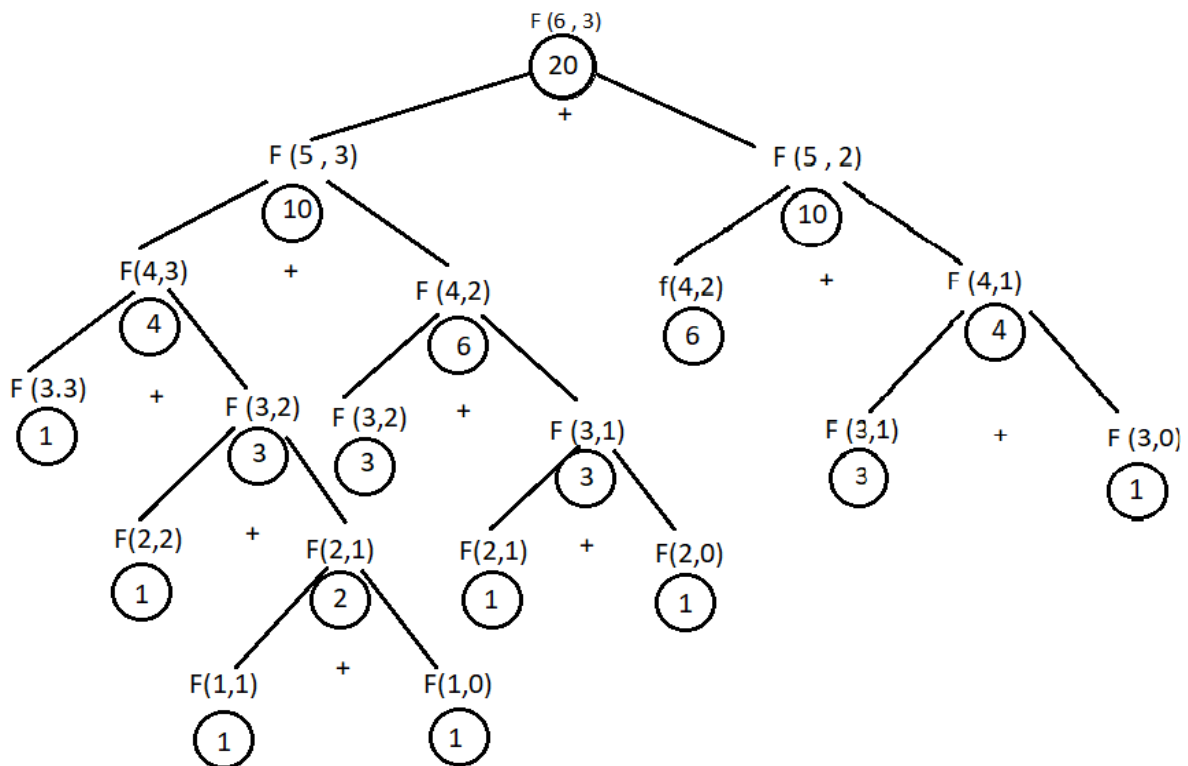 F (6 , 3)
20
+
F (5 , 3)
F (5 , 2)
10
10
+
+
F(4,3)
F (4,2)
f(4,2)
F (4,1)
4
6
6
4
F (3.3)
+
F (3,2)
F (3,2)
+
F (3,1)
F (3,1)
+
F (3,0)
1
3
3
3
3
1
F(2,2)
+
F(2,1)
F(2,1)
+
F(2,0)
1
2
1
1
F(1,1)
+
F(1,0)
1
1